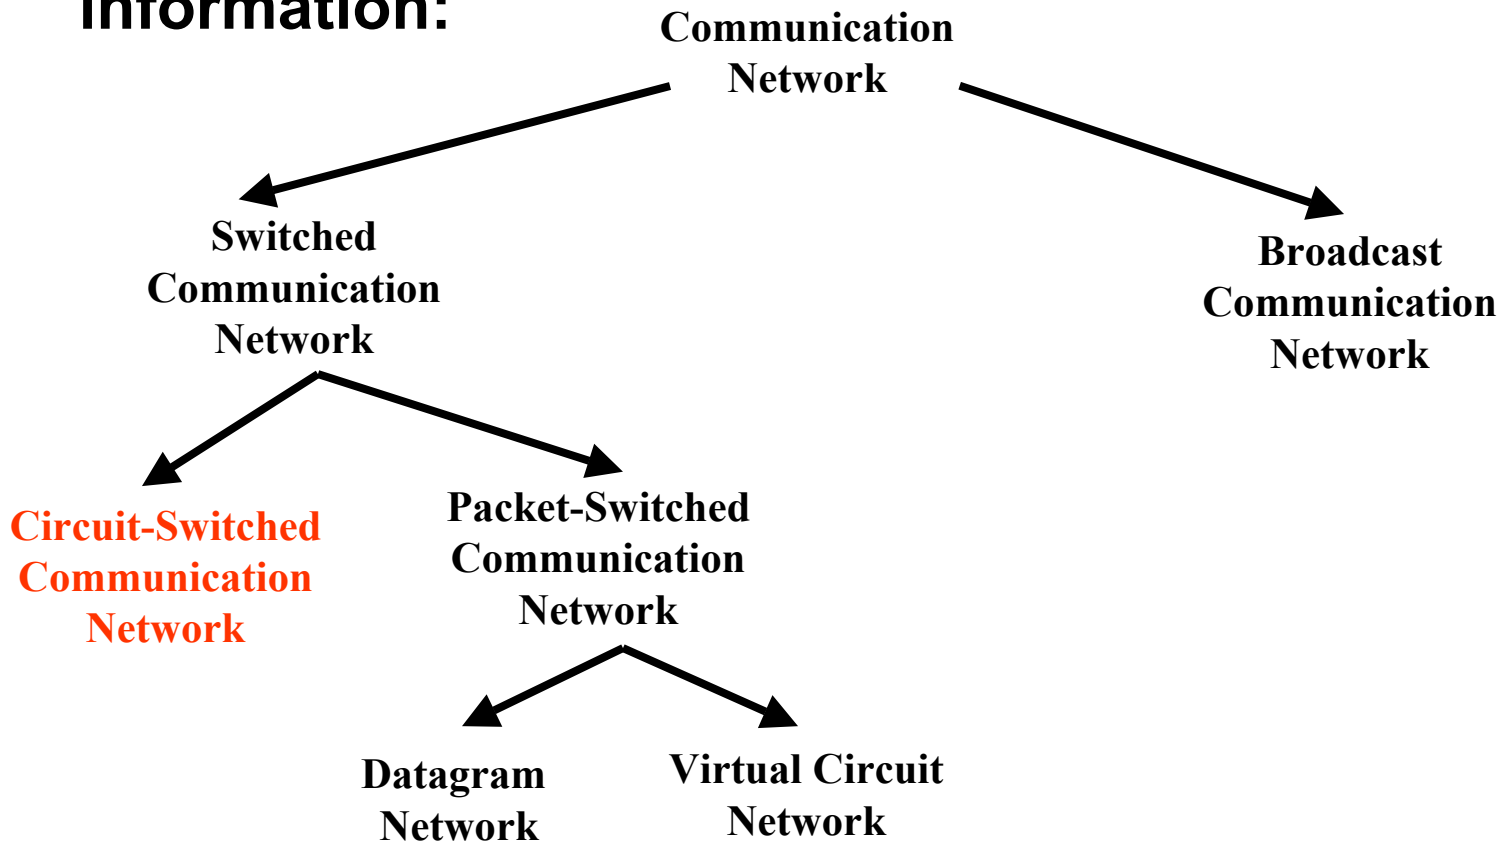 information:
Communication
Network
Switched
Communication
Network
Broadcast
Communication
Network
Circuit-Switched
Communication
Network
Packet-Switched
Communication
Network
Datagram
Network
Virtual Circuit
Network